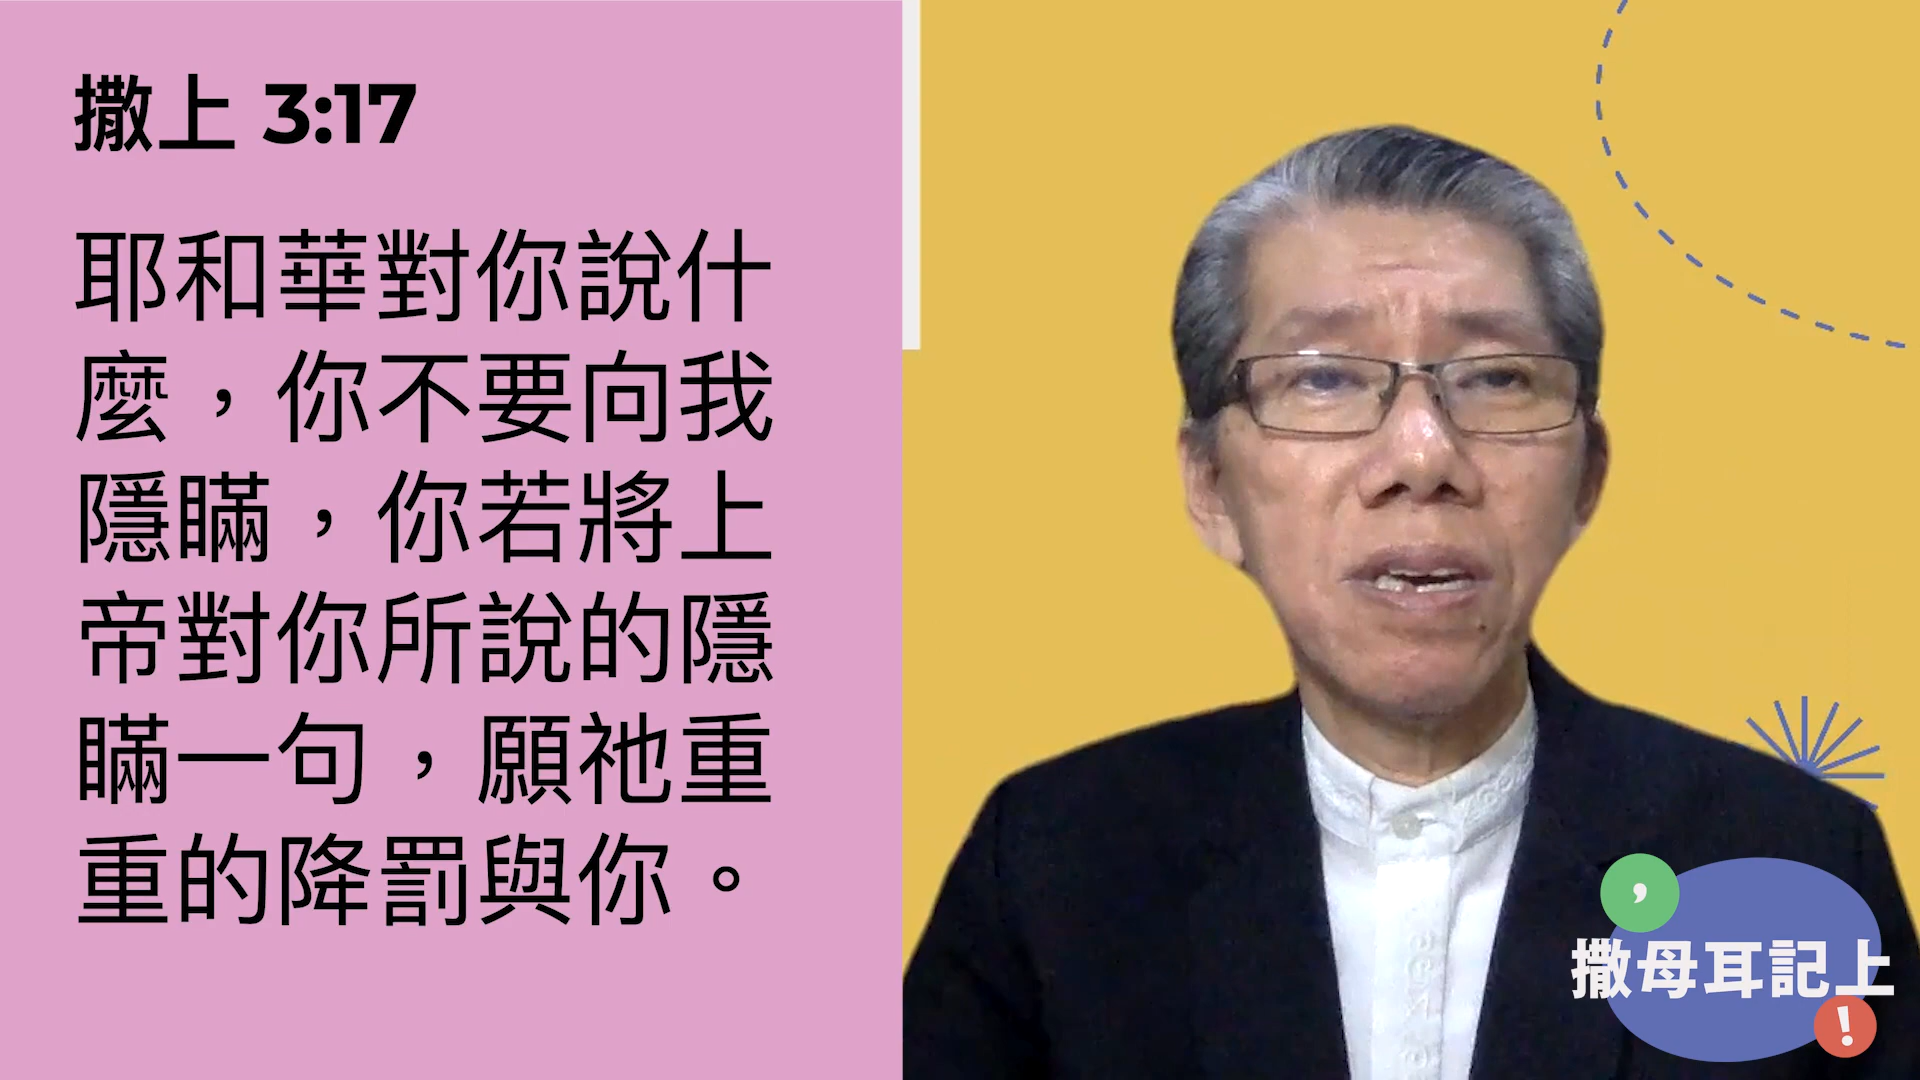 撒上 3:17
耶和華對你說什
麼，你不要向我
隱瞞，你若將上
帝對你所說的隱
瞞一句，願祂重
重的降罰與你。
,
撒母耳記上
!